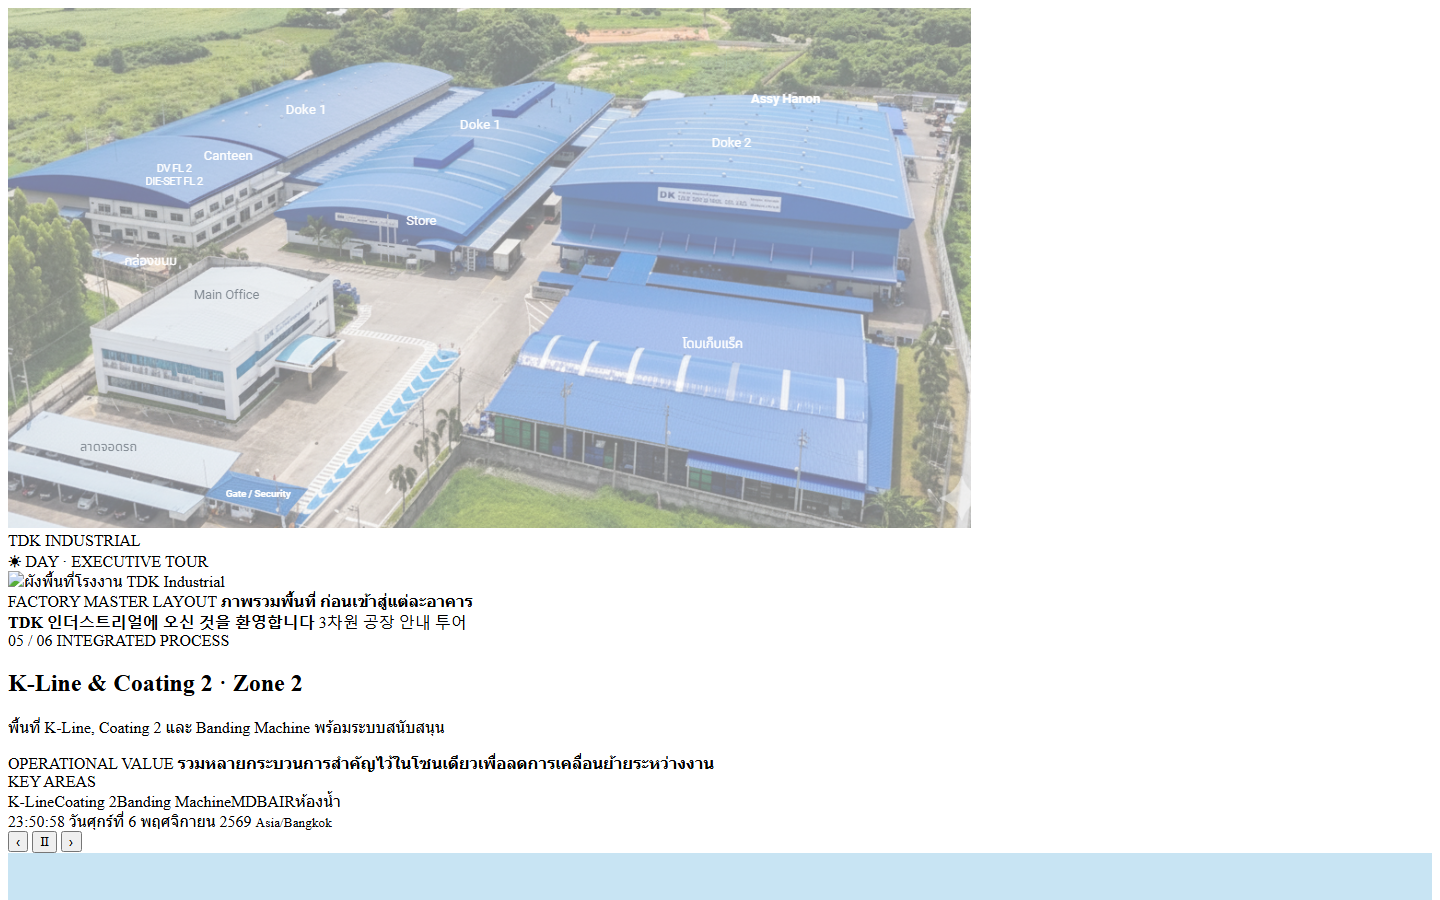 Assy Hanon
Doke 1
Doke 1
Doke 2
Canteen
DV FL 2
DIE-SET FL 2
DK
Store
กล่องขนม
Main Office
โดมเก็บแร็ค
ลาดจอดรถ
Gate / Security
TDK INDUSTRIAL
☀ DAY · EXECUTIVE TOUR
ผังพื้นที่โรงงาน TDK Industrial
FACTORY MASTER LAYOUT ภาพรวมพื้นที่ ก่อนเข้าสู่แต่ละอาคาร
TDK 인더스트리얼에 오신 것을 환영합니다 3차원 공장 안내 투어
05 / 06 INTEGRATED PROCESS
K-Line & Coating 2 · Zone 2
พื้นที่ K-Line, Coating 2 และ Banding Machine พร้อมระบบสนับสนุน
OPERATIONAL VALUE รวมหลายกระบวนการสำคัญไว้ในโซนเดียวเพื่อลดการเคลื่อนย้ายระหว่างงาน
KEY AREAS
K-LineCoating 2Banding MachineMDBAIRห้องน้ำ
23:50:58 วันศุกร์ที่ 6 พฤศจิกายน 2569 Asia/Bangkok
‹ Ⅱ ›